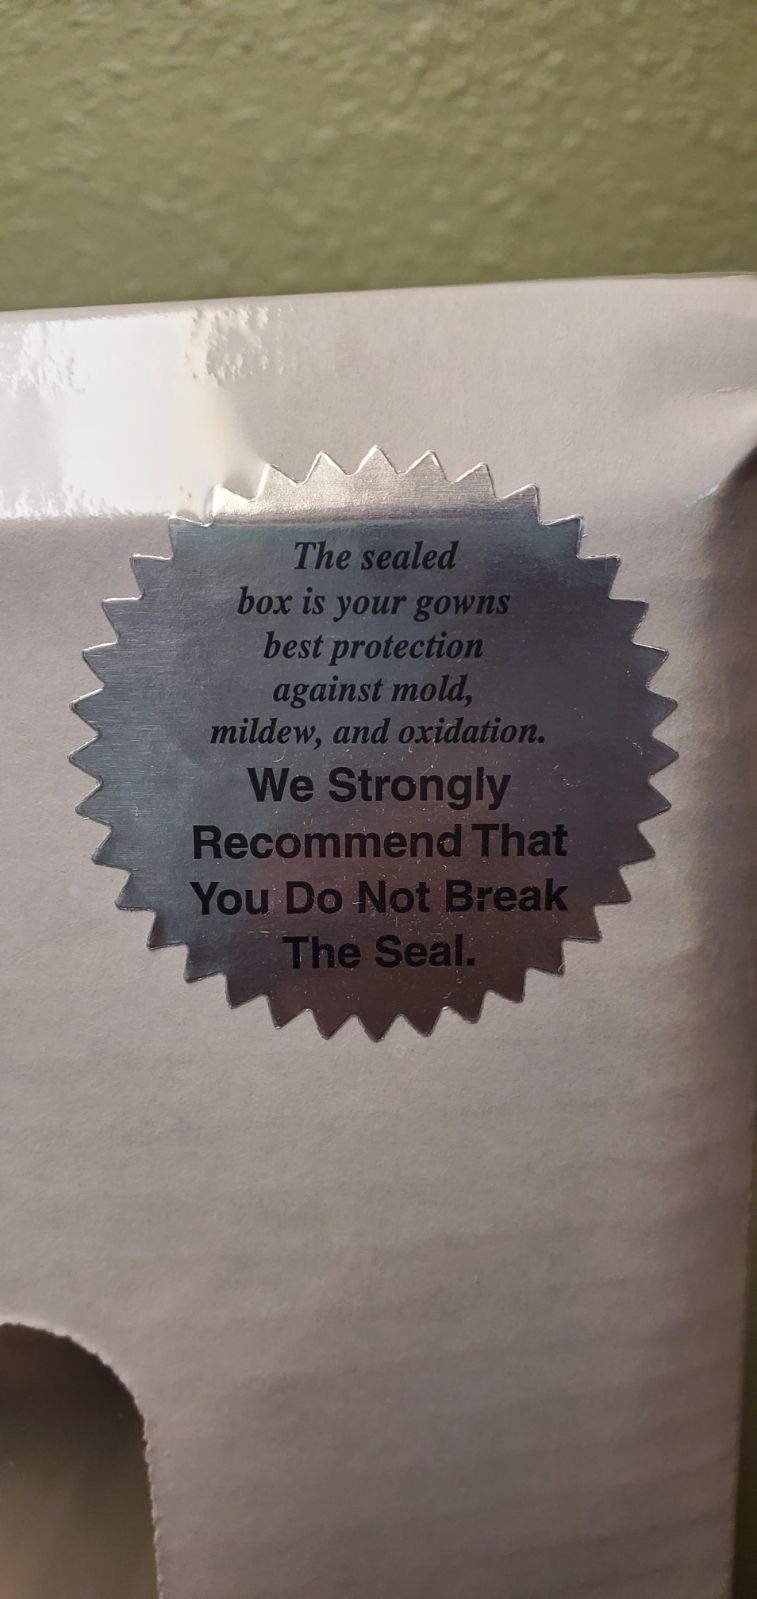 The sealed
box is your gowns
best protection
against mold,
mildew, and oxidation.
We Strongly
Recommend That
You Do Not Break
The Seal.